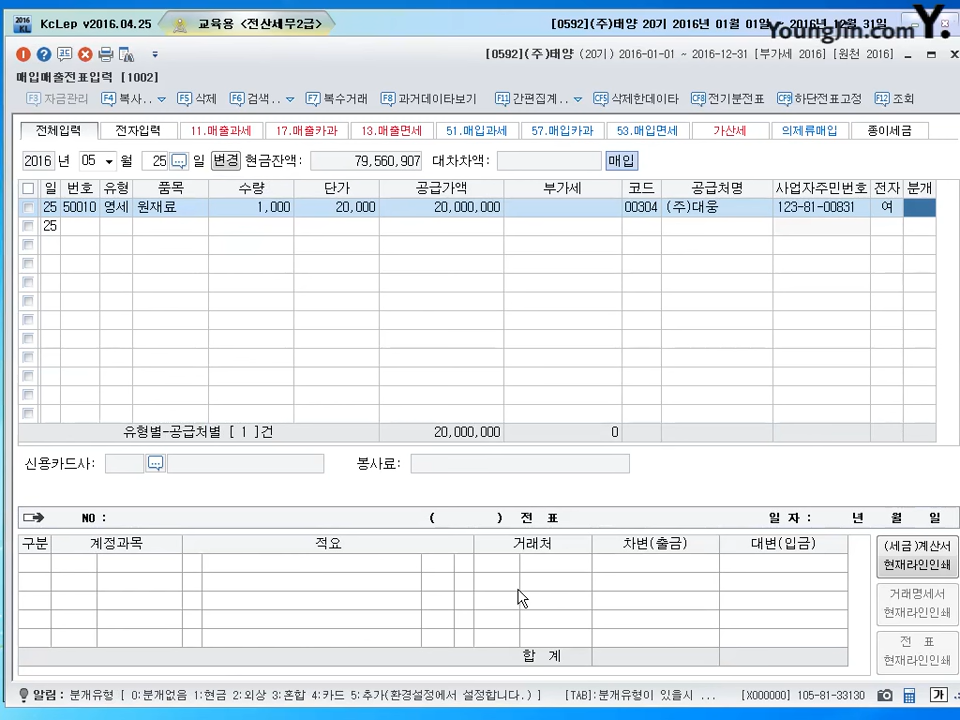 2016 KL KcLep v2016.04.25 교육용 <전산세무2급> [0592](주)태양 20기 2016년01월01일~2016년12월31일
Youngjin.com Y.
[0592](주)태양 (20기) 2016-01-01 ~ 2016-12-31 [부가세 2016] [원천 2016]
매입매출전표입력 [1002]
F3 자금관리 F4 복사.. F5 삭제 F6 검색.. F7 복수거래 F8 과거데이타보기 F11 간편집계.. CF5 삭제한데이타 CF8 전기분전표 CF9 하단전표고정 F12 조회
전체입력 전자입력 11.매출과세 17.매출카과 13.매출면세 51.매입과세 57.매입카과 53.매입면세 가산세 의제류매입 종이세금
2016 년 05 월 25 일 변경 현금잔액: 79,560,907 대차차액: 매입
일 번호 유형 품목 수량 단가 공급가액 부가세 코드 공급처명 사업자주민번호 전자 분개
25 50010 영세 원재료 1,000 20,000 20,000,000 00304 (주)대웅 123-81-00831 여
25
유형별-공급처별 [ 1 ]건 20,000,000 0
신용카드사: 봉사료:
NO : ( ) 전 표 일 자 : 년 월 일
구분 계정과목 적요 거래처 차변(출금) 대변(입금)
(세금)계산서
현재라인인쇄
거래명세서
현재라인인쇄
전 표
현재라인인쇄
합 계
알림: 분개유형 [ 0:분개없음 1:현금 2:외상 3:혼합 4:카드 5:추가(환경설정에서 설정합니다.) ] [TAB]:분개유형이 있을시 ... [X000000] 105-81-33130 가